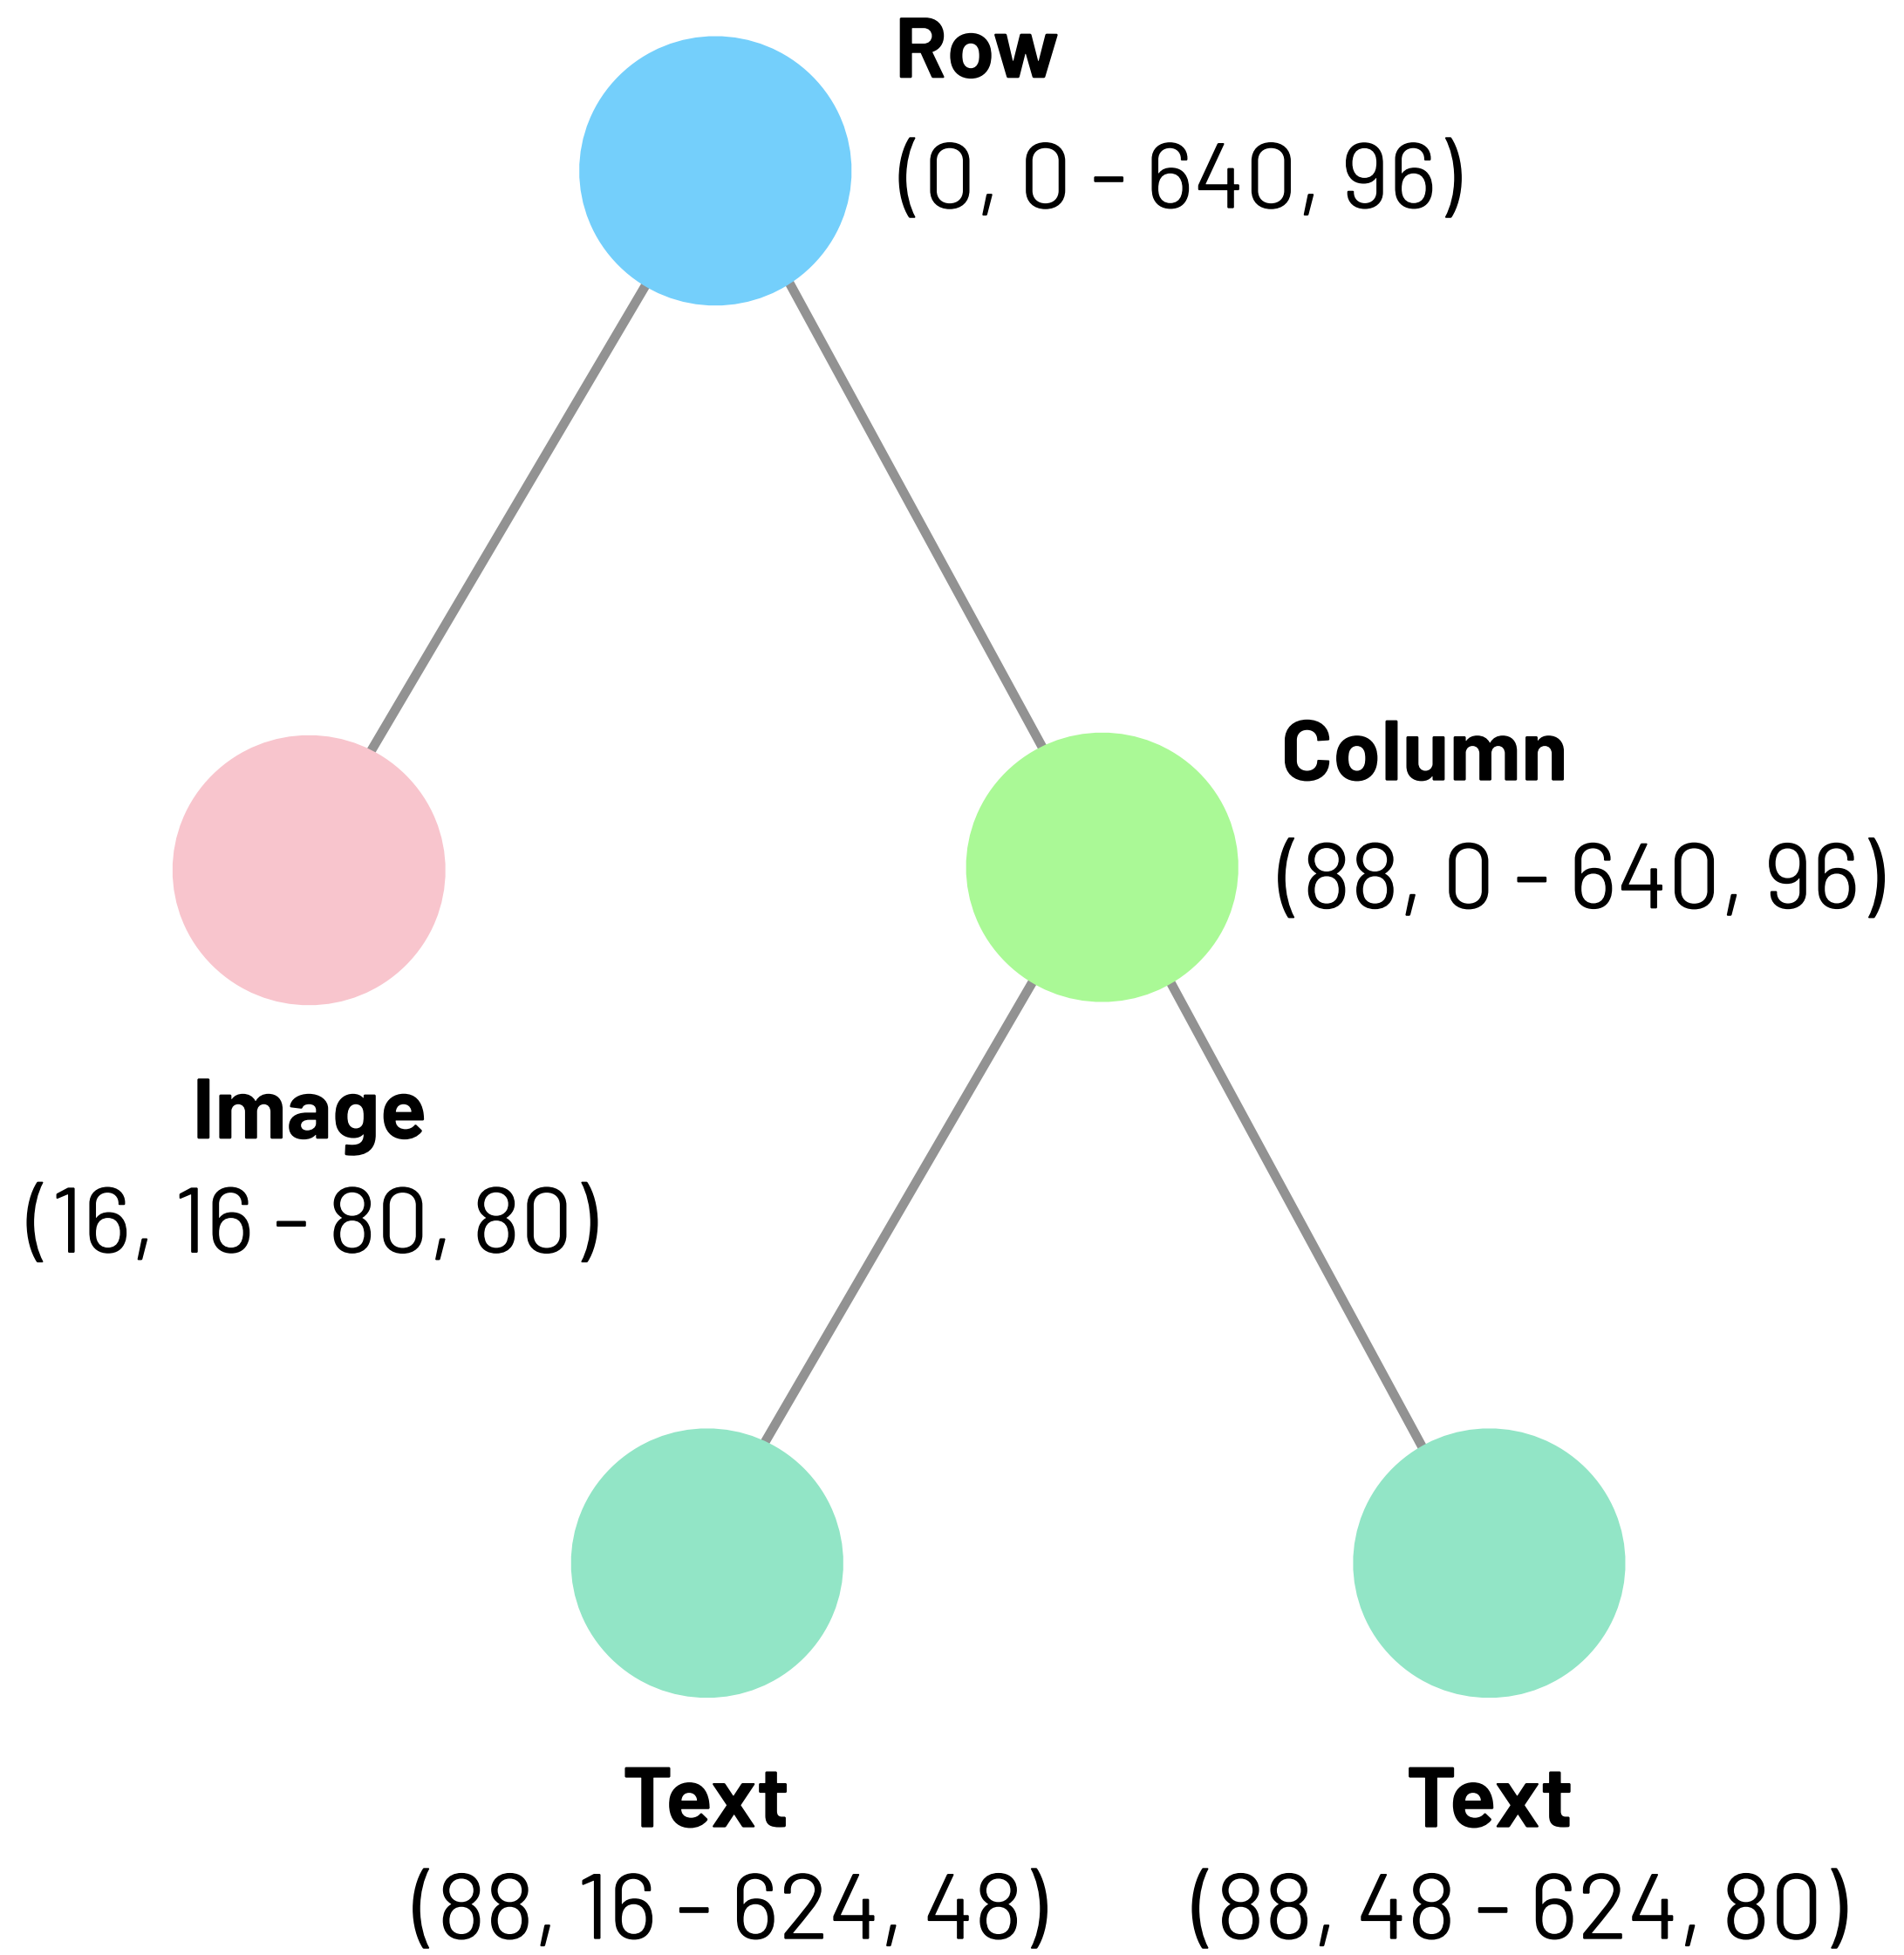 Row
(0, 0 – 640, 96)
Column
(88, 0 – 640, 96)
Image
(16, 16 – 80, 80)
Text
(88, 16 – 624, 48)
Text
(88, 48 – 624, 80)